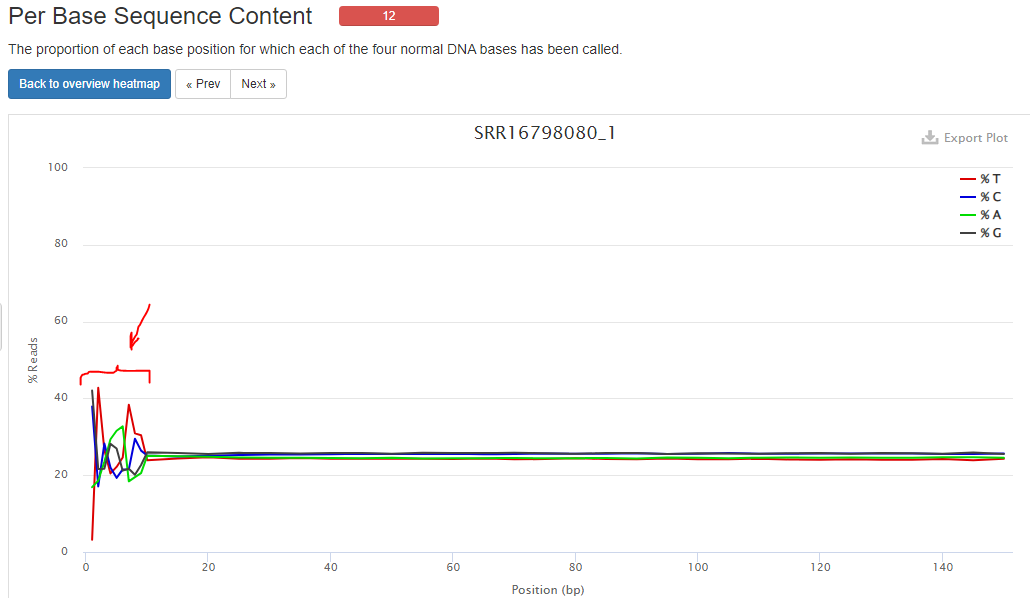 Per Base Sequence Content 12
The proportion of each base position for which each of the four normal DNA bases has been called.
Back to overview heatmap « Prev Next »
SRR16798080_1
Export Plot
% T
% C
% A
% G
% Reads
100
80
60
40
20
0
0 20 40 60 80 100 120 140
Position (bp)